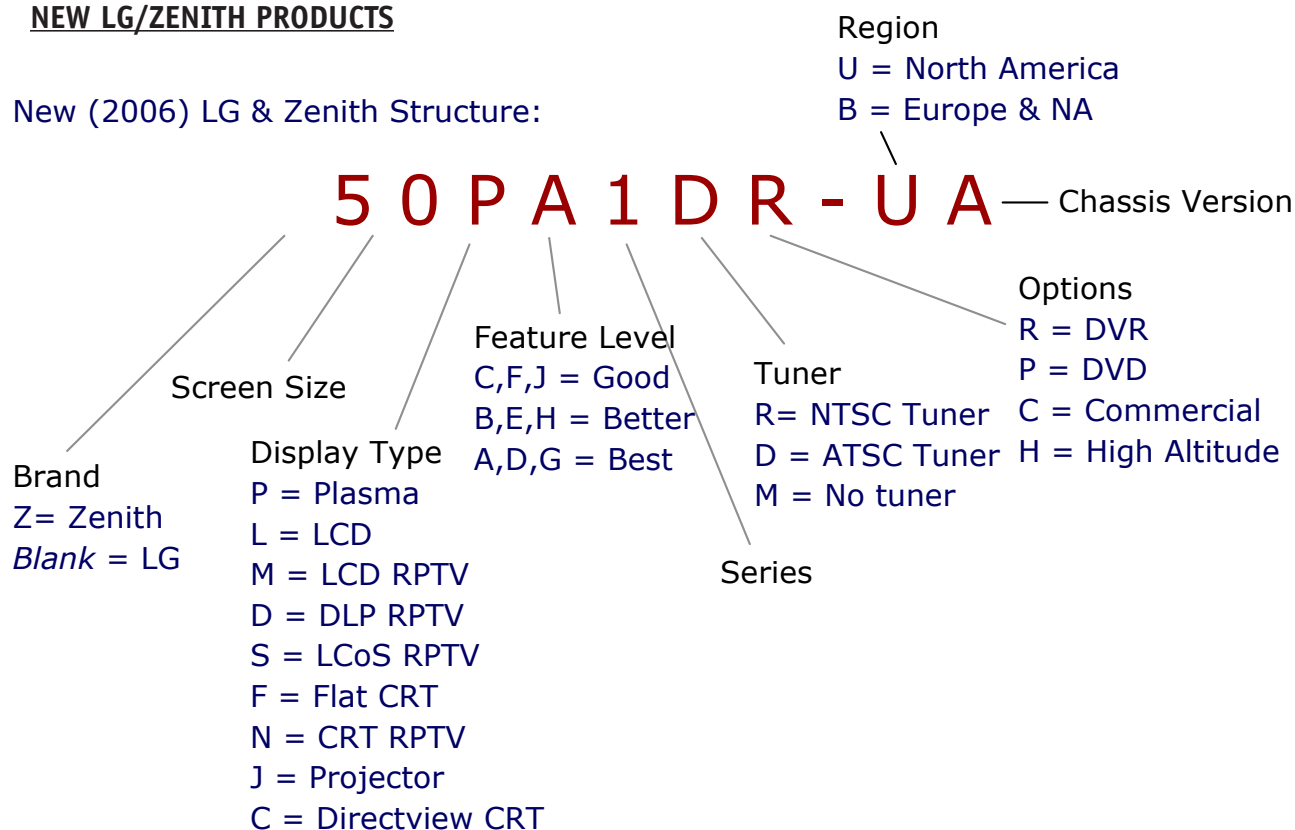 NEW LG/ZENITH PRODUCTS
New (2006) LG & Zenith Structure:
Region
U = North America
B = Europe & NA
50PA1DR-UA
Chassis Version
Brand
Z= Zenith
Blank = LG
Screen Size
Display Type
P = Plasma
L = LCD
M = LCD RPTV
D = DLP RPTV
S = LCoS RPTV
F = Flat CRT
N = CRT RPTV
J = Projector
C = Directview CRT
Feature Level
C,F,J = Good
B,E,H = Better
A,D,G = Best
Series
Tuner
R= NTSC Tuner
D = ATSC Tuner
M = No tuner
Options
R = DVR
P = DVD
C = Commercial
H = High Altitude